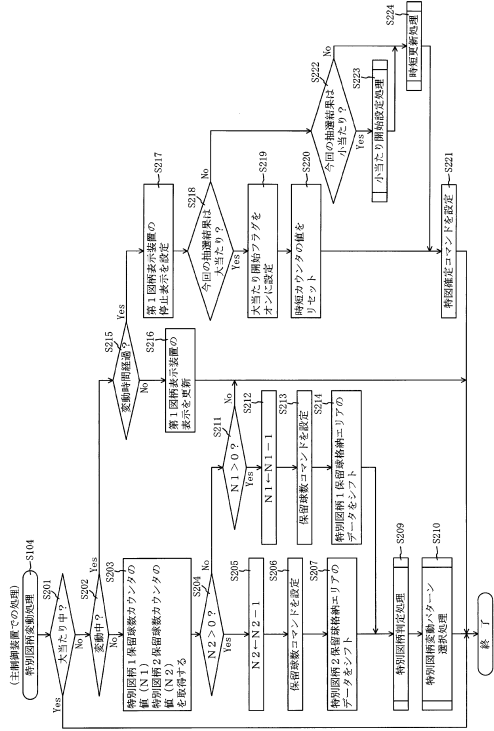 (主制御装置での処理)
特別図柄変動処理
S104
大当たり中?
S201
Yes
No
変動中?
S202
Yes
No
特別図柄1保留球数カウンタの
値(N1)
特別図柄2保留球数カウンタの
値(N2)
を取得する
S203
N2>0?
S204
No
Yes
N2←N2-1
S205
保留球数コマンドを設定
S206
特別図柄2保留球格納エリアの
データをシフト
S207
N1>0?
S211
No
Yes
N1←N1-1
S212
保留球数コマンドを設定
S213
特別図柄1保留球格納エリアの
データをシフト
S214
特別図柄判定処理
S209
特別図柄変動パターン
選択処理
S210
変動時間経過?
S215
Yes
No
第1図柄表示装置の
表示を更新
S216
第1図柄表示装置の
停止表示を設定
S217
今回の抽選結果は
大当たり?
S218
No
Yes
大当たり開始フラグを
オンに設定
S219
時短カウンタの値を
リセット
S220
今回の抽選結果は
小当たり?
S222
No
Yes
小当たり開始設定処理
S223
時短更新処理
S224
特図確定コマンドを設定
S221
終了